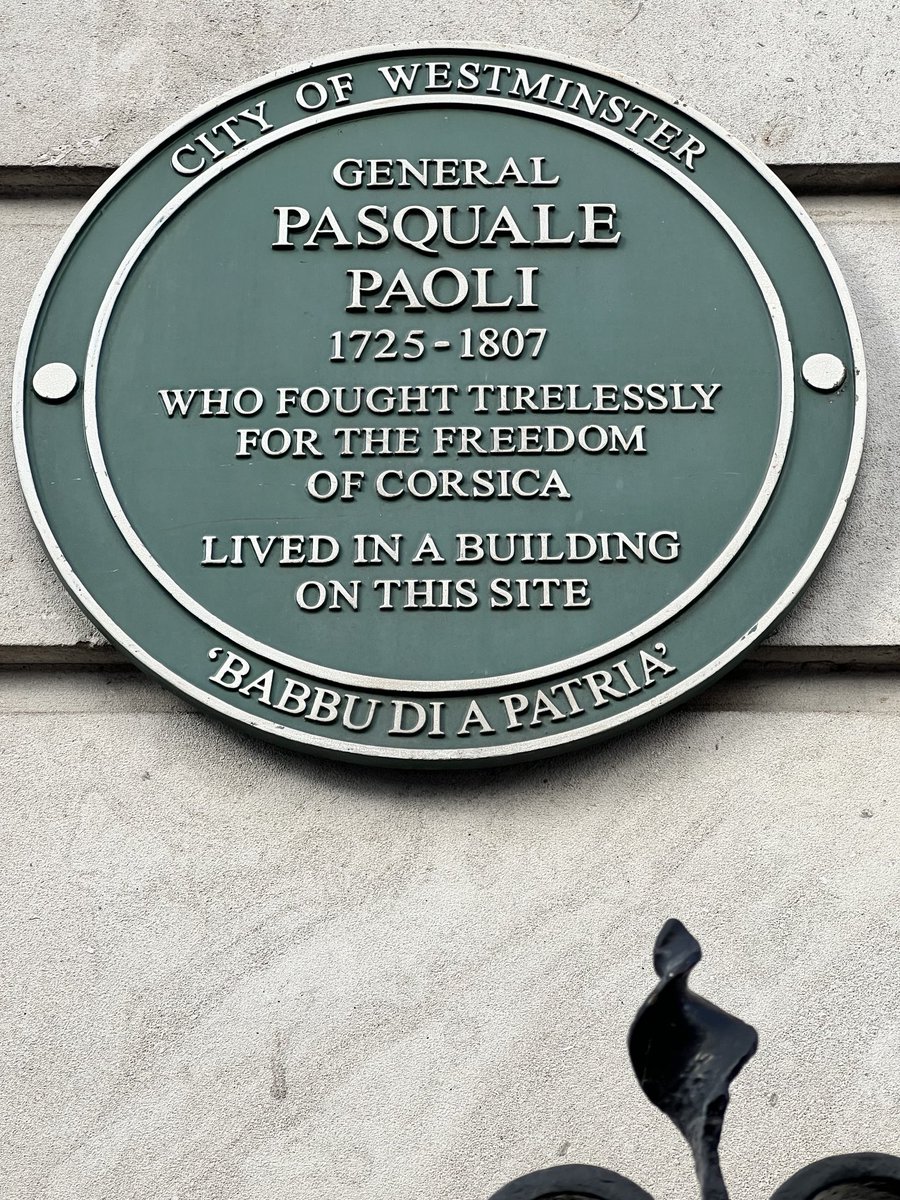 CITY OF WESTMINSTER
GENERAL
PASQUALE
PAOLI
1725-1807
WHO FOUGHT TIRELESSLY
FOR THE FREEDOM
OF CORSICA
LIVED IN A BUILDING
ON THIS SITE
‘BABBU DI A PATRIA’